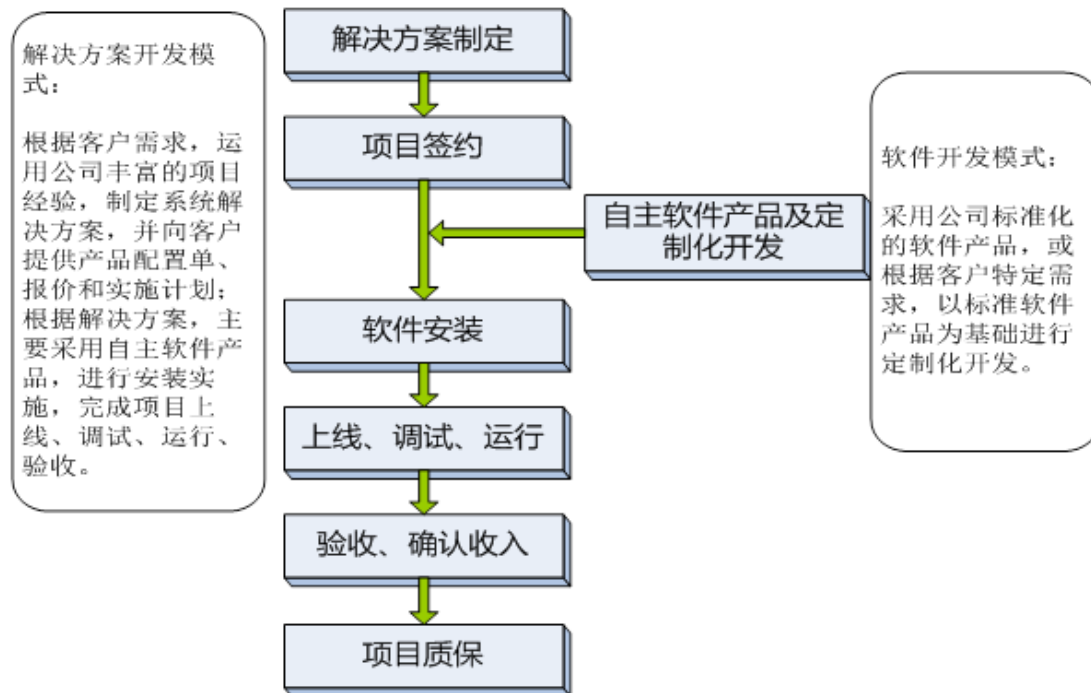 解决方案开发模
式：
根据客户需求，运
用公司丰富的项目
经验，制定系统解
决方案，并向客户
提供产品配置单、
报价和实施计划；
根据解决方案，主
要采用自主软件产
品，进行安装实
施，完成项目上
线、调试、运行、
验收。
解决方案制定
项目签约
自主软件产品及定
制化开发
软件安装
上线、调试、运行
验收、确认收入
项目质保
软件开发模式：
采用公司标准化
的软件产品，或
根据客户特定需
求，以标准软件
产品为基础进行
定制化开发。